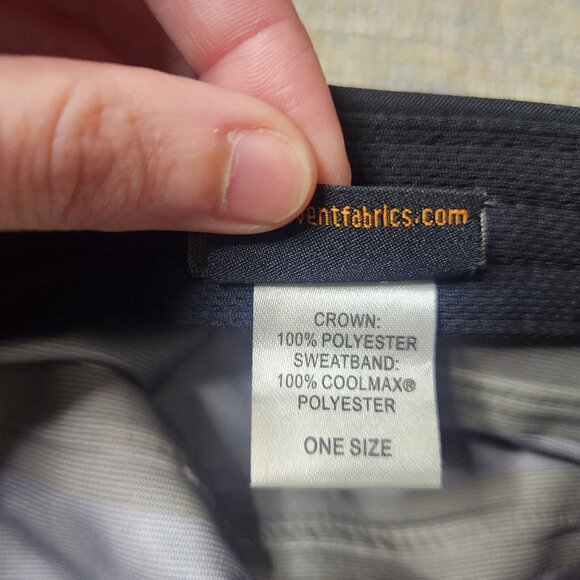 ventfabrics.com
CROWN:
100% POLYESTER
SWEATBAND:
100% COOLMAX®
POLYESTER
ONE SIZE